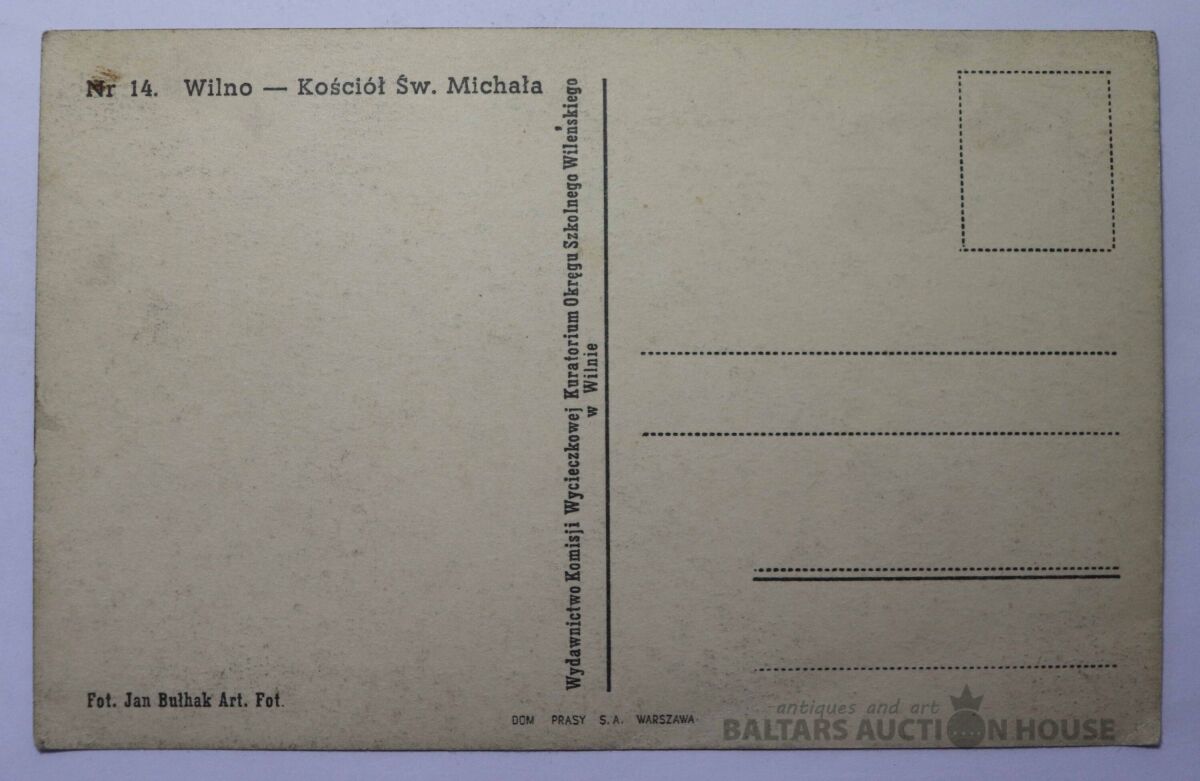 Nr 14. Wilno — Kościół Św. Michała
Wydawnictwo Komisji Wycieczkowej Kuratorium Okręgu Szkolnego Wileńskiego
w Wilnie
Fot. Jan Bułhak Art. Fot.
DOM PRASY S.A. WARSZAWA
antiques and art
BALTARS AUCTION HOUSE